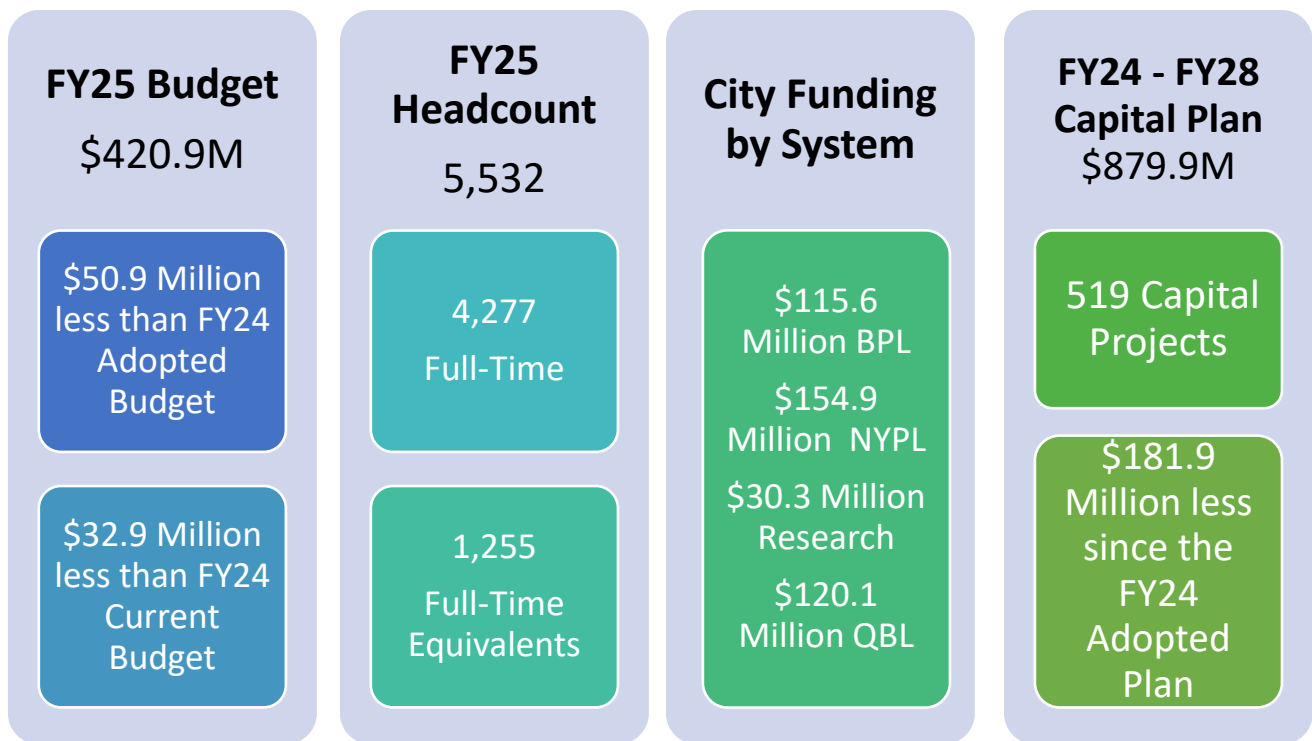 FY25 Budget
$420.9M
$50.9 Million
less than FY24
Adopted
Budget
$32.9 Million
less than FY24
Current
Budget
FY25
Headcount
5,532
4,277
Full-Time
1,255
Full-Time
Equivalents
City Funding
by System
$115.6
Million BPL
$154.9
Million NYPL
$30.3 Million
Research
$120.1
Million QBL
FY24 - FY28
Capital Plan
$879.9M
519 Capital
Projects
$181.9
Million less
since the
FY24
Adopted
Plan